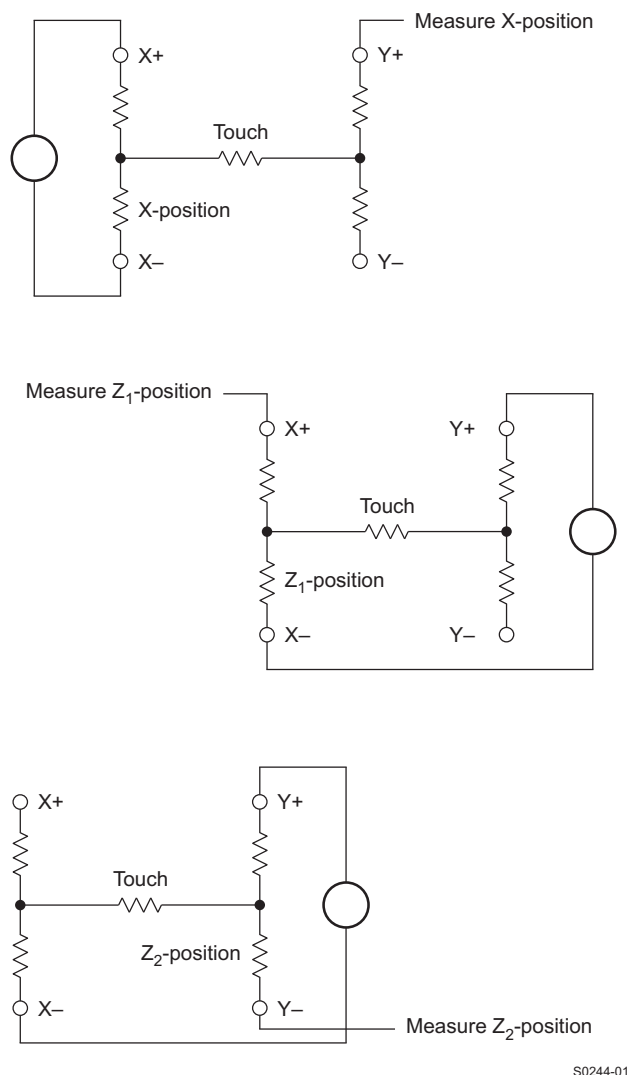 Measure X-position
X+
Y+
Touch
X-position
X–
Y–
Measure Z1-position
X+
Y+
Touch
Z1-position
X–
Y–
X+
Y+
Touch
Z2-position
X–
Y–
Measure Z2-position
S0244-01